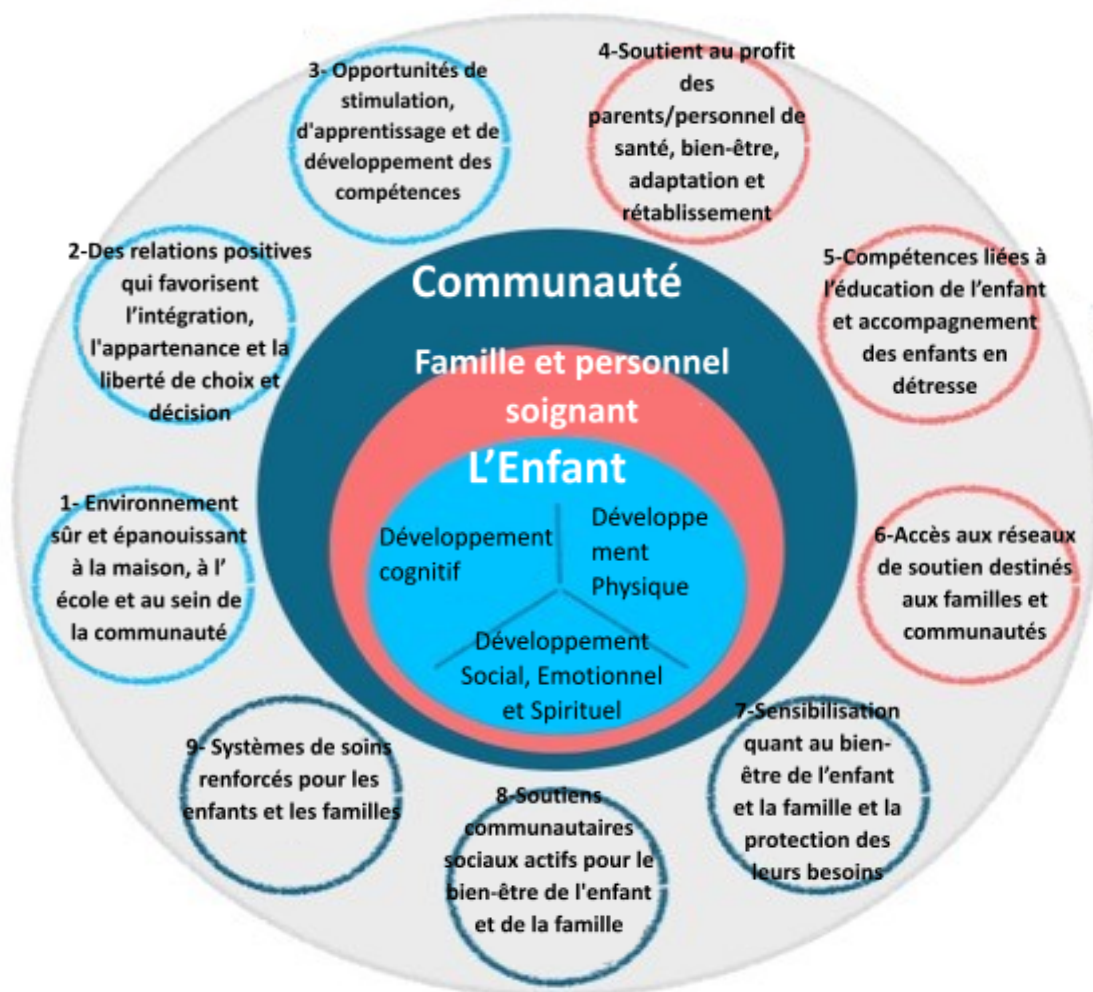 3- Opportunités de
stimulation,
d'apprentissage et de
développement des
compétences
4-Soutient au profit
des
parents/personnel de
santé, bien-être,
adaptation et
rétablissement
2-Des relations positives
qui favorisent
l’intégration,
l'appartenance et la
liberté de choix et
décision
5-Compétences liées à
l’éducation de l’enfant
et accompagnement
des enfants en
détresse
Communauté
Famille et personnel
soignant
L’Enfant
Développement
cognitif
Développe
ment
Physique
Développement
Social, Emotionnel
et Spirituel
1- Environnement
sûr et épanouissant
à la maison, à l’
école et au sein de
la communauté
6-Accès aux réseaux
de soutien destinés
aux familles et
communautés
9- Systèmes de soins
renforcés pour les
enfants et les familles
8-Soutiens
communautaires
sociaux actifs pour le
bien-être de l'enfant
et de la famille
7-Sensibilisation
quant au bien-
être de l’enfant
et la famille et la
protection des
leurs besoins